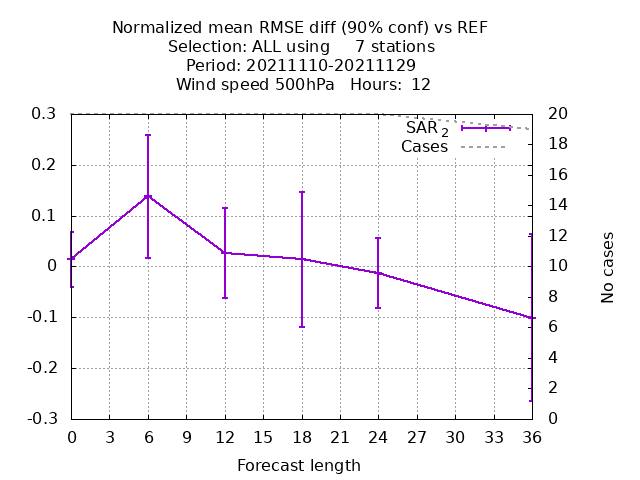 Normalized mean RMSE diff (90% conf) vs REF
Selection: ALL using     7 stations
Period: 20211110-20211129
Wind speed 500hPa   Hours:  12
0.3
0.2
0.1
0
-0.1
-0.2
-0.3
SAR 2
Cases
20
18
16
14
12
10
8
6
4
2
0
No cases
0 3 6 9 12 15 18 21 24 27 30 33 36
Forecast length